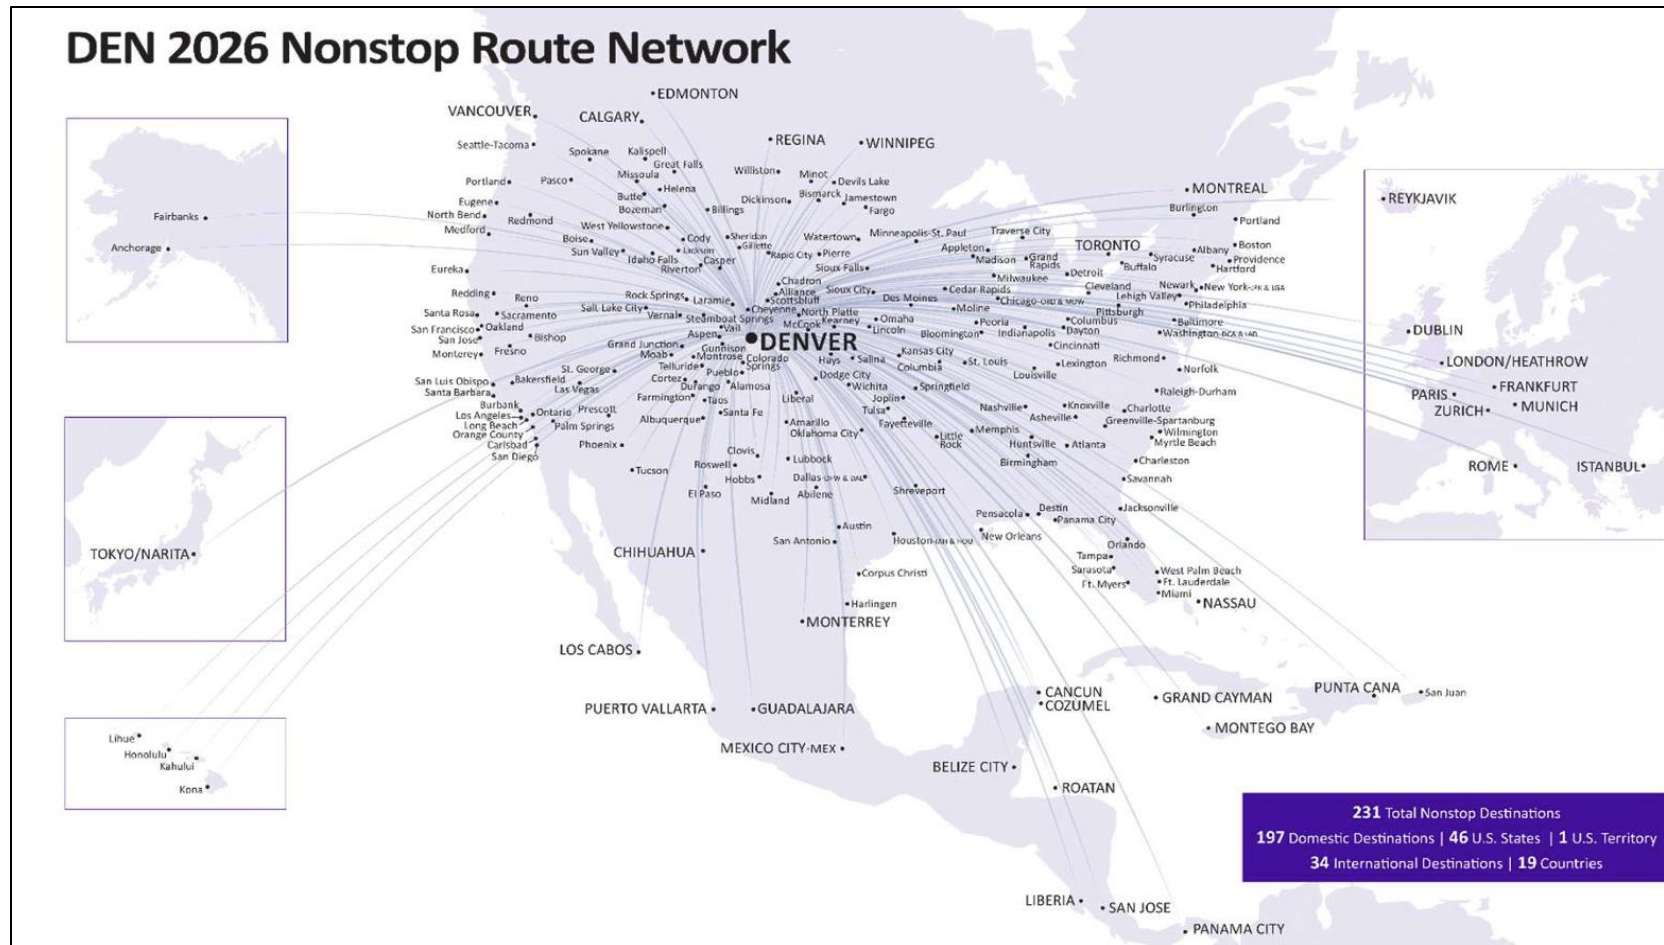 DEN 2026 Nonstop Route Network
EDMONTON
VANCOUVER
CALGARY
REGINA
WINNIPEG
Seattle-Tacoma
Spokane
Kalispell
Great Falls
Missoula
Williston
Minot
Devils Lake
Portland
Pasco
Helena
Butte
Bozeman
Dickinson
Bismarck
Jamestown
Fargo
Eugene
North Bend
Redmond
Medford
Billings
West Yellowstone
Boise
Sun Valley
Idaho Falls
Cody
Jackson
Riverton
Casper
Sheridan
Gillette
Rapid City
Pierre
Watertown
Minneapolis-St. Paul
Sioux Falls
Traverse City
Appleton
Madison
Grand
Rapids
TORONTO
MONTREAL
Burlington
Portland
Boston
Albany
Providence
Syracuse
Hartford
Buffalo
Detroit
Milwaukee
Eureka
Chadron
Alliance
Scottsbluff
Sioux City
Cedar Rapids
Cleveland
Newark
New York-JFK & LGA
Lehigh Valley
Philadelphia
Redding
Reno
Rock Springs
Laramie
Cheyenne
North Platte
Des Moines
Chicago-ORD & MDW
Moline
Pittsburgh
Santa Rosa
Sacramento
Salt Lake City
Vernal
Steamboat Springs
McCook
Kearney
Omaha
Lincoln
Peoria
Columbus
Baltimore
San Francisco
Oakland
San Jose
Bishop
Aspen
Vail
DENVER
Bloomington
Indianapolis
Dayton
Washington-DCA & IAD
Monterey
Fresno
Grand Junction
Gunnison
Moab
Montrose
Colorado
Springs
Hays
Salina
Kansas City
Columbia
St. Louis
Cincinnati
Louisville
Lexington
Richmond
Norfolk
St. George
Telluride
Pueblo
Dodge City
San Luis Obispo
Bakersfield
Las Vegas
Santa Barbara
Cortez
Durango
Alamosa
Wichita
Springfield
Farmington
Taos
Liberal
Joplin
Raleigh-Durham
Burbank
Los Angeles
Ontario
Prescott
Long Beach
Palm Springs
Orange County
Carlsbad
San Diego
Albuquerque
Santa Fe
Amarillo
Oklahoma City
Tulsa
Fayetteville
Nashville
Knoxville
Asheville
Charlotte
Greenville-Spartanburg
Wilmington
Myrtle Beach
Phoenix
Clovis
Little
Rock
Memphis
Huntsville
Atlanta
Tucson
Roswell
Lubbock
Birmingham
Charleston
Hobbs
Dallas-DFW & DAL
Savannah
El Paso
Midland
Abilene
Shreveport
Pensacola
Destin
Panama City
Jacksonville
Austin
San Antonio
Houston-IAH & HOU
New Orleans
Orlando
Tampa
Sarasota
Ft. Myers
West Palm Beach
Ft. Lauderdale
Miami
NASSAU
CHIHUAHUA
Corpus Christi
Harlingen
MONTERREY
LOS CABOS
PUERTO VALLARTA
GUADALAJARA
MEXICO CITY-MEX
CANCUN
COZUMEL
GRAND CAYMAN
PUNTA CANA
San Juan
MONTEGO BAY
BELIZE CITY
ROATAN
LIBERIA
SAN JOSE
PANAMA CITY
Fairbanks
Anchorage
TOKYO/NARITA
Lihue
Honolulu
Kahului
Kona
REYKJAVIK
DUBLIN
LONDON/HEATHROW
FRANKFURT
PARIS
MUNICH
ZURICH
ROME
ISTANBUL
231 Total Nonstop Destinations
197 Domestic Destinations | 46 U.S. States | 1 U.S. Territory
34 International Destinations | 19 Countries